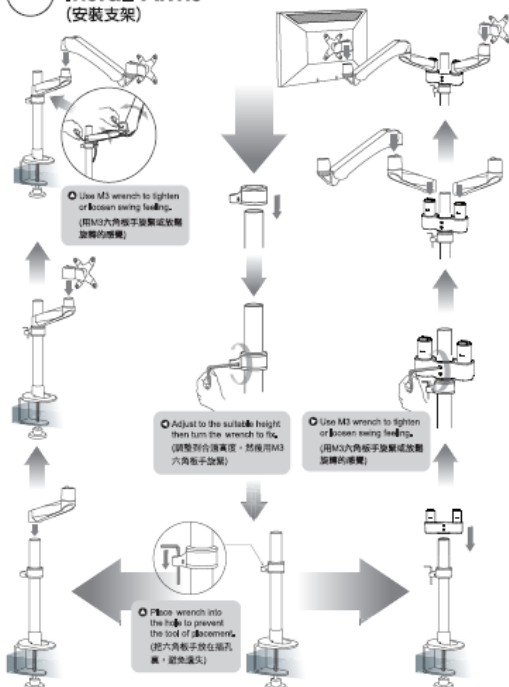 (安裝支架)
Use M3 wrench to tighten
or loosen swing feeling.
(用M3六角板手旋緊或放鬆
旋轉的感覺)
Adjust to the suitable height
then turn the wrench to fix.
(調整到合適高度，然後用M3
六角板手旋緊)
Use M3 wrench to tighten
or loosen swing feeling.
(用M3六角板手旋緊或放鬆
旋轉的感覺)
Place wrench into
the hole to prevent
the tool of placement.
(把六角板手放在插孔
裏，避免遺失)